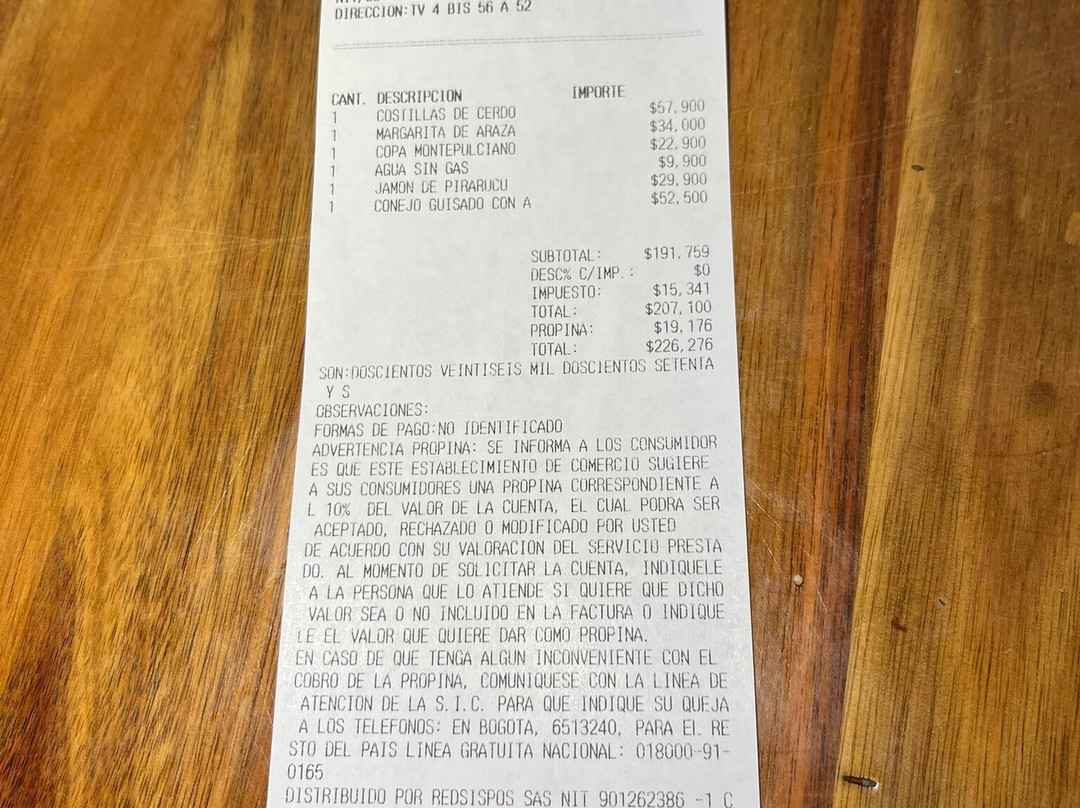 DIRECCION:TV 4 BIS 56 A 52
CANT. DESCRIPCION IMPORTE
1 COSTILLAS DE CERDO $57,900
1 MARGARITA DE ARAZA $34,000
1 COPA MONTEPULCIANO $22,900
1 AGUA SIN GAS $9,900
1 JAMON DE PIRARUCU $29,900
1 CONEJO GUISADO CON A $52,500
SUBTOTAL: $191,759
DESC% C/IMP.: $0
IMPUESTO: $15,341
TOTAL: $207,100
PROPINA: $19,176
TOTAL: $226,276
SON:DOSCIENTOS VEINTISEIS MIL DOSCIENTOS SETENTA
Y S
OBSERVACIONES:
FORMAS DE PAGO:NO IDENTIFICADO
ADVERTENCIA PROPINA: SE INFORMA A LOS CONSUMIDOR
ES QUE ESTE ESTABLECIMIENTO DE COMERCIO SUGIERE
A SUS CONSUMIDORES UNA PROPINA CORRESPONDIENTE A
L 10% DEL VALOR DE LA CUENTA, EL CUAL PODRA SER
ACEPTADO, RECHAZADO O MODIFICADO POR USTED
DE ACUERDO CON SU VALORACION DEL SERVICIO PRESTA
DO. AL MOMENTO DE SOLICITAR LA CUENTA, INDIQUELE
A LA PERSONA QUE LO ATIENDE SI QUIERE QUE DICHO
VALOR SEA O NO INCLUIDO EN LA FACTURA O INDIQUE
LE EL VALOR QUE QUIERE DAR COMO PROPINA.
EN CASO DE QUE TENGA ALGUN INCONVENIENTE CON EL
COBRO DE LA PROPINA, COMUNIQUESE CON LA LINEA DE
ATENCION DE LA S.I.C. PARA QUE INDIQUE SU QUEJA
A LOS TELEFONOS: EN BOGOTA, 6513240, PARA EL RE
STO DEL PAIS LINEA GRATUITA NACIONAL: 018000-91-
0165
DISTRIBUIDO POR REDSISPOS SAS NIT 901262386 -1 C